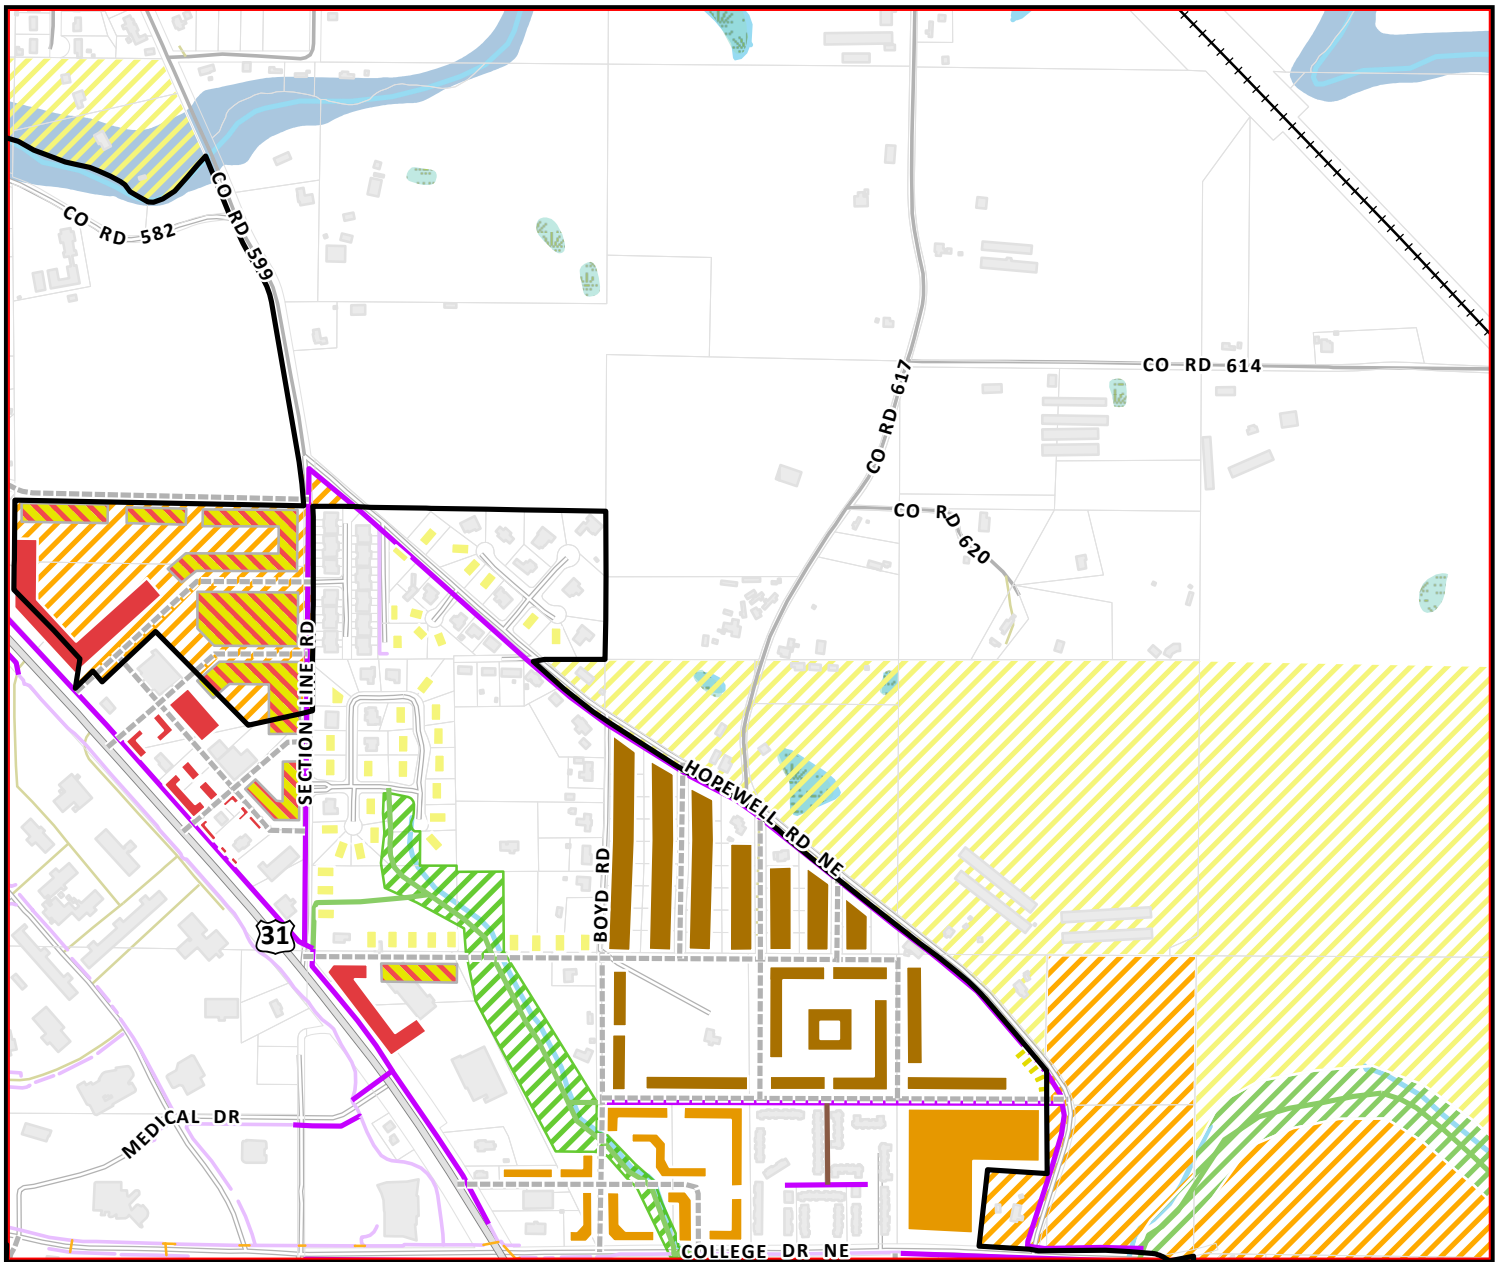 CO RD 582
CO RD 599
CO RD 617
CO RD 614
CO RD 620
SECTION LINE RD
HOPEWELL RD NE
BOYD RD
31
MEDICAL DR
COLLEGE DR NE